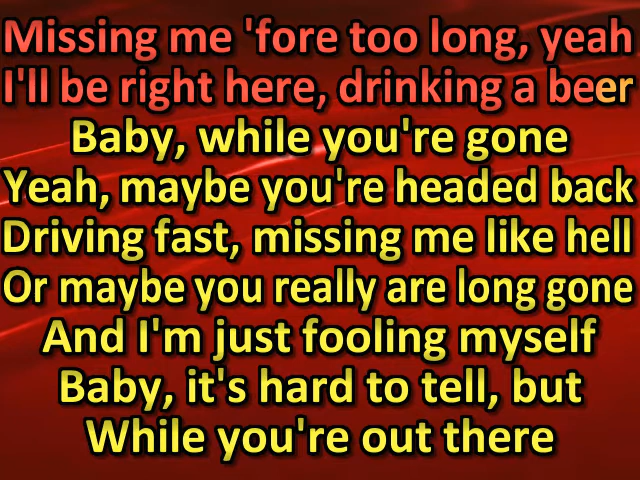 Missing me 'fore too long, yeah
I'll be right here, drinking a beer
Baby, while you're gone
Yeah, maybe you're headed back
Driving fast, missing me like hell
Or maybe you really are long gone
And I'm just fooling myself
Baby, it's hard to tell, but
While you're out there